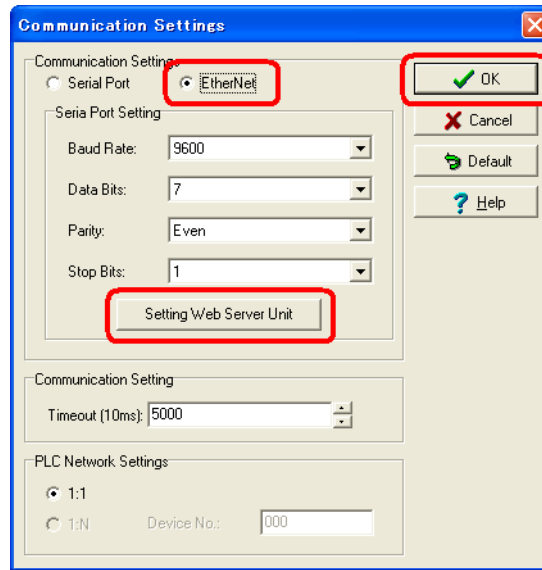 Communication Settings
Communication Settings
Serial Port
EtherNet
OK
Seria Port Setting
Cancel
Baud Rate:
9600
Default
Data Bits:
7
Help
Parity:
Even
Stop Bits:
1
Setting Web Server Unit
Communication Setting
Timeout (10ms):
5000
PLC Network Settings
1:1
1:N
Device No.:
000